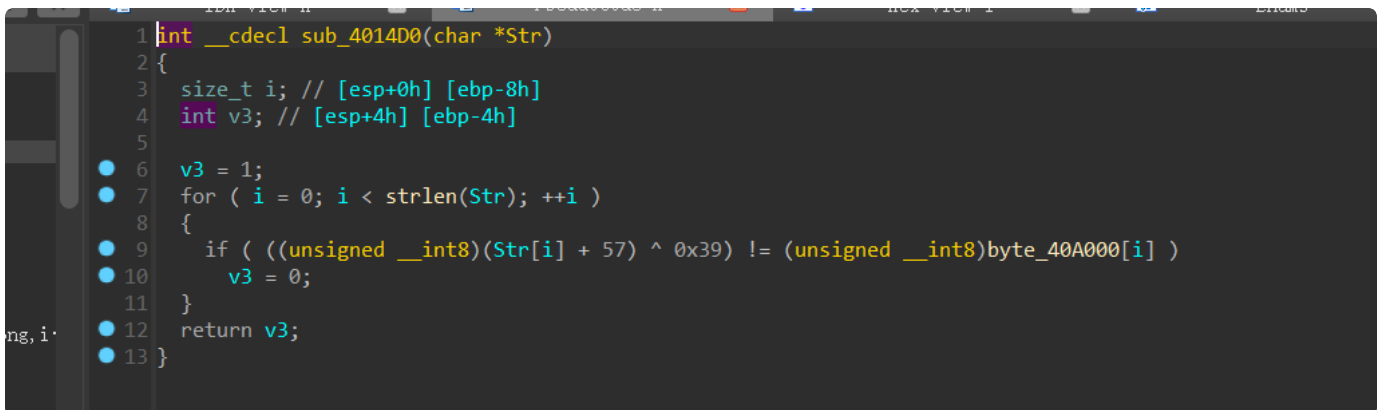 1 int __cdecl sub_4014D0(char *Str)
2 {
3 size_t i; // [esp+0h] [ebp-8h]
4 int v3; // [esp+4h] [ebp-4h]
5
6 v3 = 1;
7 for ( i = 0; i < strlen(Str); ++i )
8 {
9 if ( ((unsigned __int8)(Str[i] + 57) ^ 0x39) != (unsigned __int8)byte_40A000[i] )
10 v3 = 0;
11 }
ng,i
12 return v3;
13 }